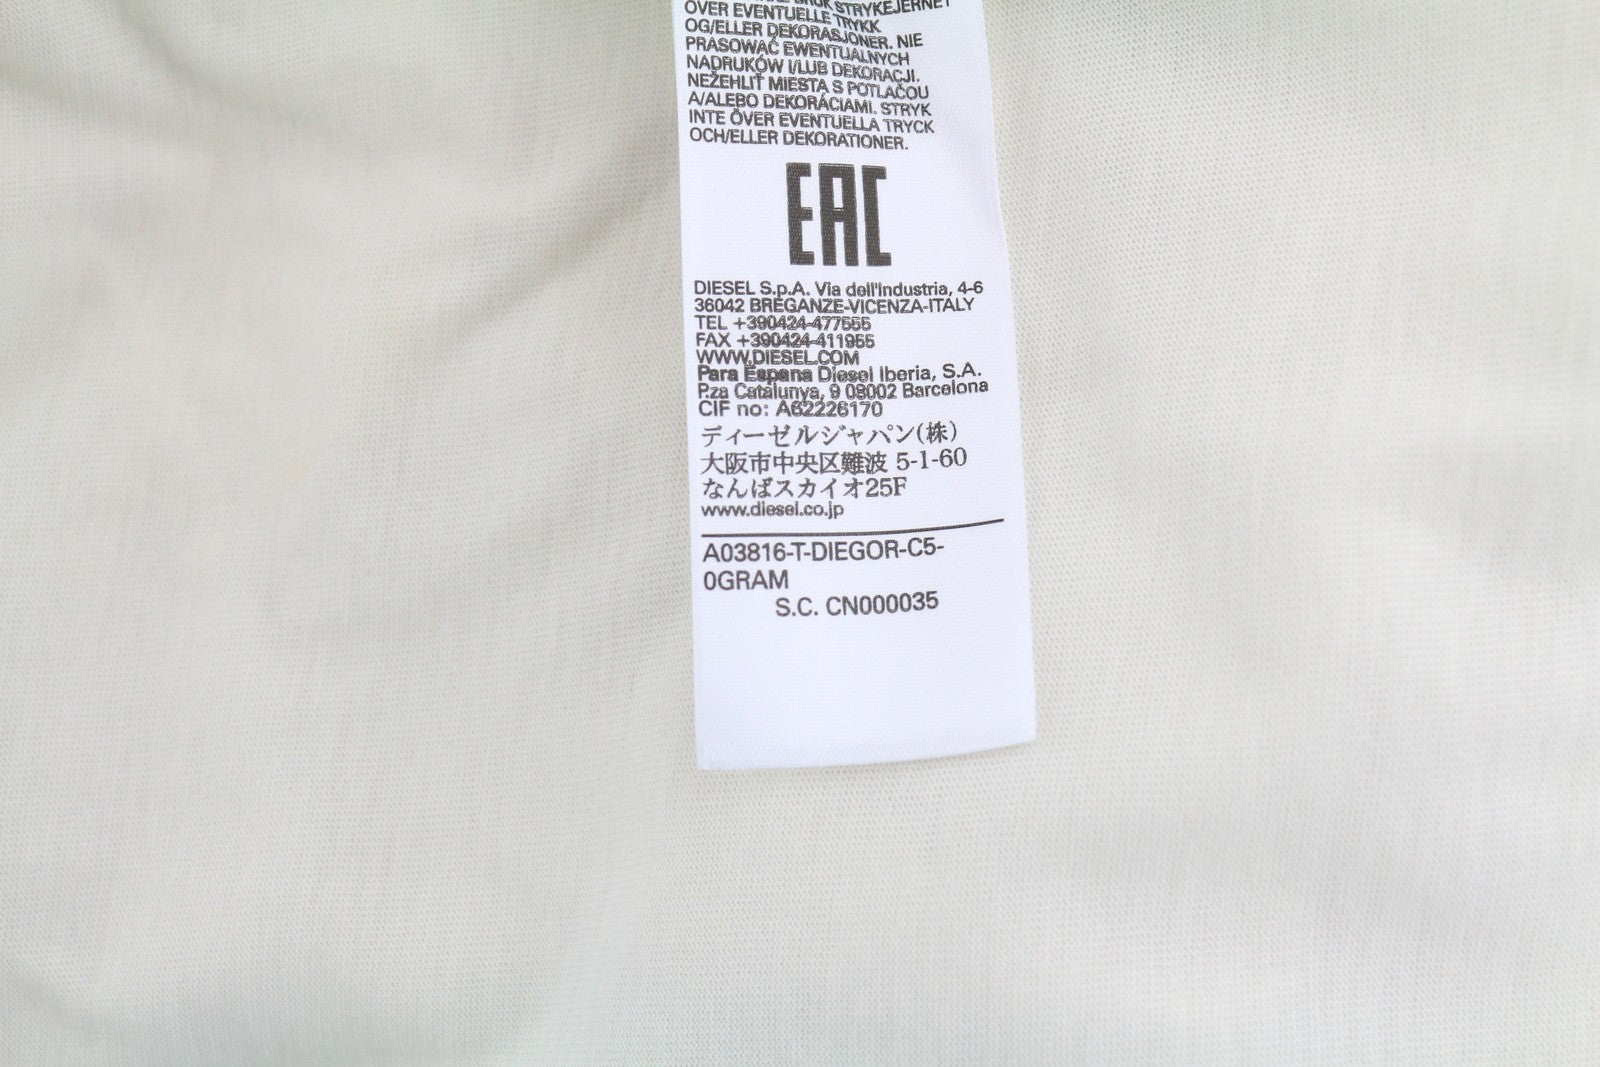 STRYKEJERNET
OVER EVENTUELLE TRYKK
OG/ELLER DEKORASJONER. NIE
PRASOWAĆ EWENTUALNYCH
NADRUKÓW I/LUB DEKORACJI.
NEŽEHLIŤ MIESTA S POTLAČOU
A/ALEBO DEKORÁCIAMI. STRYK
INTE ÖVER EVENTUELLA TRYCK
OCH/ELLER DEKORATIONER.
EAC
DIESEL S.p.A. Via dell'Industria, 4-6
36042 BREGANZE-VICENZA-ITALY
TEL +390424-477555
FAX +390424-411955
WWW.DIESEL.COM
Para Espana Diesel Iberia, S.A.
P.za Catalunya, 9 08002 Barcelona
CIF no: A62226170
ディーゼルジャパン(株)
大阪市中央区難波 5-1-60
なんばスカイオ25F
www.diesel.co.jp
A03816-T-DIEGOR-C5-
0GRAM
S.C. CN000035